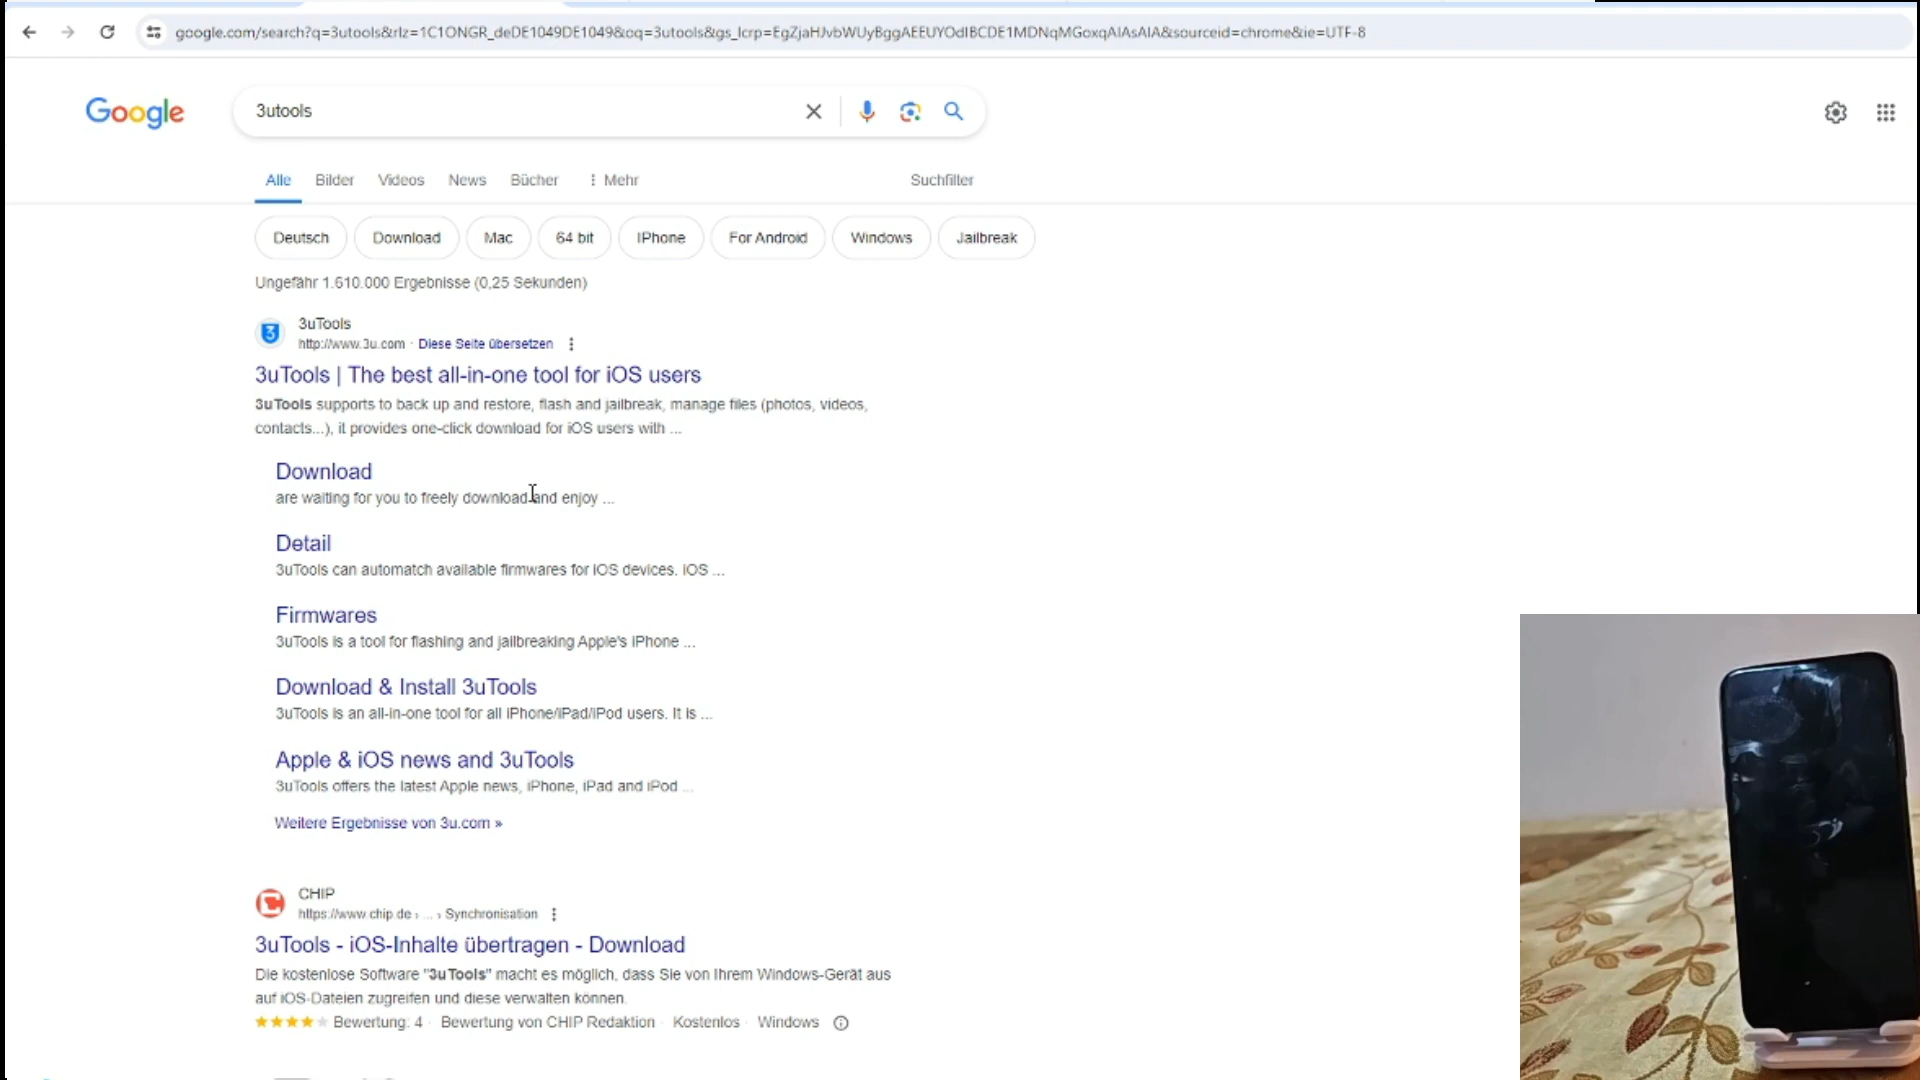 google.com/search?q=3utools&rlz=1C1ONGR_deDE1049DE1049&oq=3utools&gs_lcrp=EgZjaHJvbWUyBggAEEUYOdIBCDE1MDNqMGoxqAIAsAIA&sourceid=chrome&ie=UTF-8
Google
3utools
Alle Bilder Videos News Bücher Mehr Suchfilter
Deutsch Download Mac 64 bit IPhone For Android Windows Jailbreak
Ungefähr 1.610.000 Ergebnisse (0,25 Sekunden)
3uTools
http://www.3u.com · Diese Seite übersetzen
3uTools | The best all-in-one tool for iOS users
3uTools supports to back up and restore, flash and jailbreak, manage files (photos, videos,
contacts...), it provides one-click download for iOS users with ...
Download
are waiting for you to freely download and enjoy ...
Detail
3uTools can automatch available firmwares for iOS devices. iOS ...
Firmwares
3uTools is a tool for flashing and jailbreaking Apple's iPhone ...
Download & Install 3uTools
3uTools is an all-in-one tool for all iPhone/iPad/iPod users. It is ...
Apple & iOS news and 3uTools
3uTools offers the latest Apple news, iPhone, iPad and iPod ...
Weitere Ergebnisse von 3u.com »
CHIP
https://www.chip.de › ... › Synchronisation
3uTools - iOS-Inhalte übertragen - Download
Die kostenlose Software "3uTools" macht es möglich, dass Sie von Ihrem Windows-Gerät aus
auf iOS-Dateien zugreifen und diese verwalten können.
Bewertung: 4 · Bewertung von CHIP Redaktion · Kostenlos · Windows